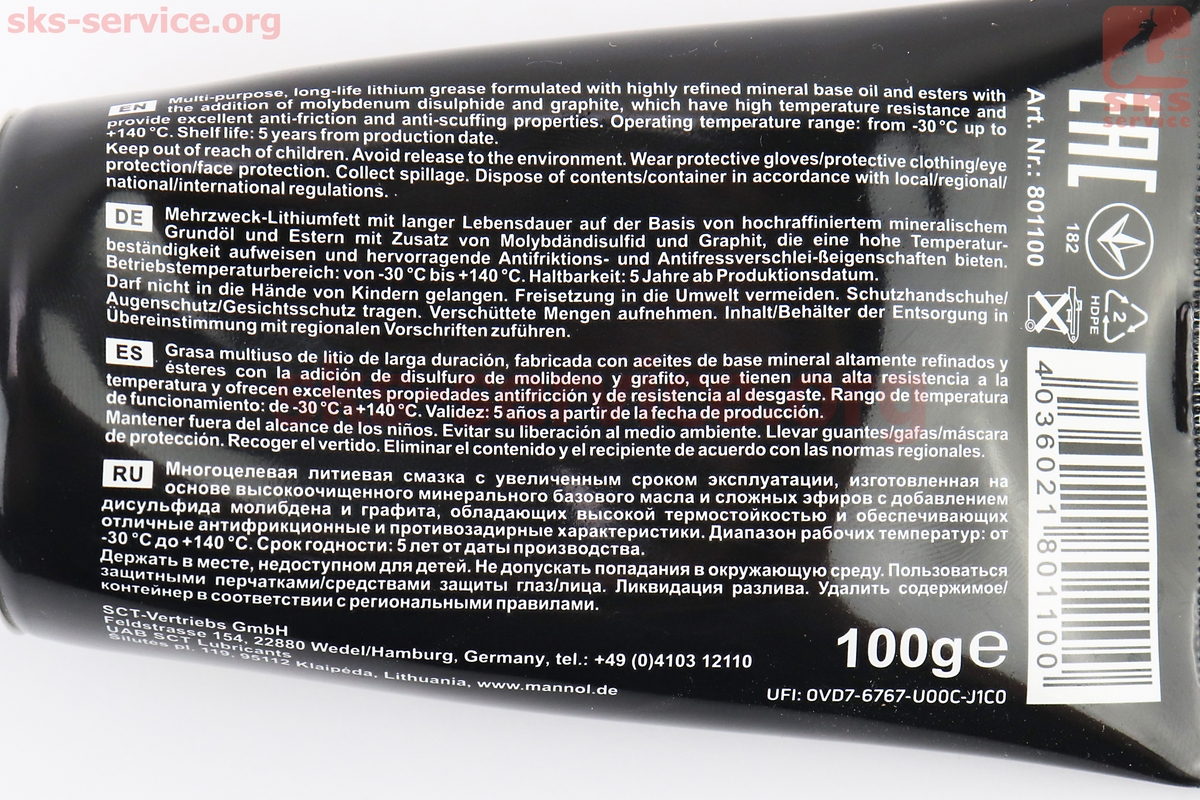 sks-service.org
EN Multi-purpose, long-life lithium grease formulated with highly refined mineral base oil and esters with
the addition of molybdenum disulphide and graphite, which have high temperature resistance and
provide excellent anti-friction and anti-scuffing properties. Operating temperature range: from -30 °C up to
+140 °C. Shelf life: 5 years from production date.
Keep out of reach of children. Avoid release to the environment. Wear protective gloves/protective clothing/eye
protection/face protection. Collect spillage. Dispose of contents/container in accordance with local/regional/
national/international regulations.
DE Mehrzweck-Lithiumfett mit langer Lebensdauer auf der Basis von hochraffiniertem mineralischem
Grundöl und Estern mit Zusatz von Molybdändisulfid und Graphit, die eine hohe Temperatur-
beständigkeit aufweisen und hervorragende Antifriktions- und Antifressverschlei-ßeigenschaften bieten.
Betriebstemperaturbereich: von -30 °C bis +140 °C. Haltbarkeit: 5 Jahre ab Produktionsdatum.
Darf nicht in die Hände von Kindern gelangen. Freisetzung in die Umwelt vermeiden. Schutzhandschuhe/
Augenschutz/Gesichtsschutz tragen. Verschüttete Mengen aufnehmen. Inhalt/Behälter der Entsorgung in
Übereinstimmung mit regionalen Vorschriften zuführen.
ES Grasa multiuso de litio de larga duración, fabricada con aceites de base mineral altamente refinados y
ésteres con la adición de disulfuro de molibdeno y grafito, que tienen una alta resistencia a la
temperatura y ofrecen excelentes propiedades antifricción y de resistencia al desgaste. Rango de temperatura
de funcionamiento: de -30 °C a +140 °C. Validez: 5 años a partir de la fecha de producción.
Mantener fuera del alcance de los niños. Evitar su liberación al medio ambiente. Llevar guantes/gafas/máscara
de protección. Recoger el vertido. Eliminar el contenido y el recipiente de acuerdo con las normas regionales.
RU Многоцелевая литиевая смазка с увеличенным сроком эксплуатации, изготовленная на
основе высокоочищенного минерального базового масла и сложных эфиров с добавлением
дисульфида молибдена и графита, обладающих высокой термостойкостью и обеспечивающих
отличные антифрикционные и противозадирные характеристики. Диапазон рабочих температур: от
-30 °C до +140 °C. Срок годности: 5 лет от даты производства.
Держать в месте, недоступном для детей. Не допускать попадания в окружающую среду. Пользоваться
защитными перчатками/средствами защиты глаз/лица. Ликвидация разлива. Удалить содержимое/
контейнер в соответствии с региональными правилами.
SCT-Vertriebs GmbH
Feldstrasse 154, 22880 Wedel/Hamburg, Germany, tel.: +49 (0)4103 12110
UAB SCT Lubricants
Šilutės pl. 119, 95112 Klaipėda, Lithuania, www.mannol.de
100g e
UFI: 0VD7-6767-U00C-J1C0
Art. Nr.: 801100
EAC
182
2
HDPE
4 036021 801100
SKS
service